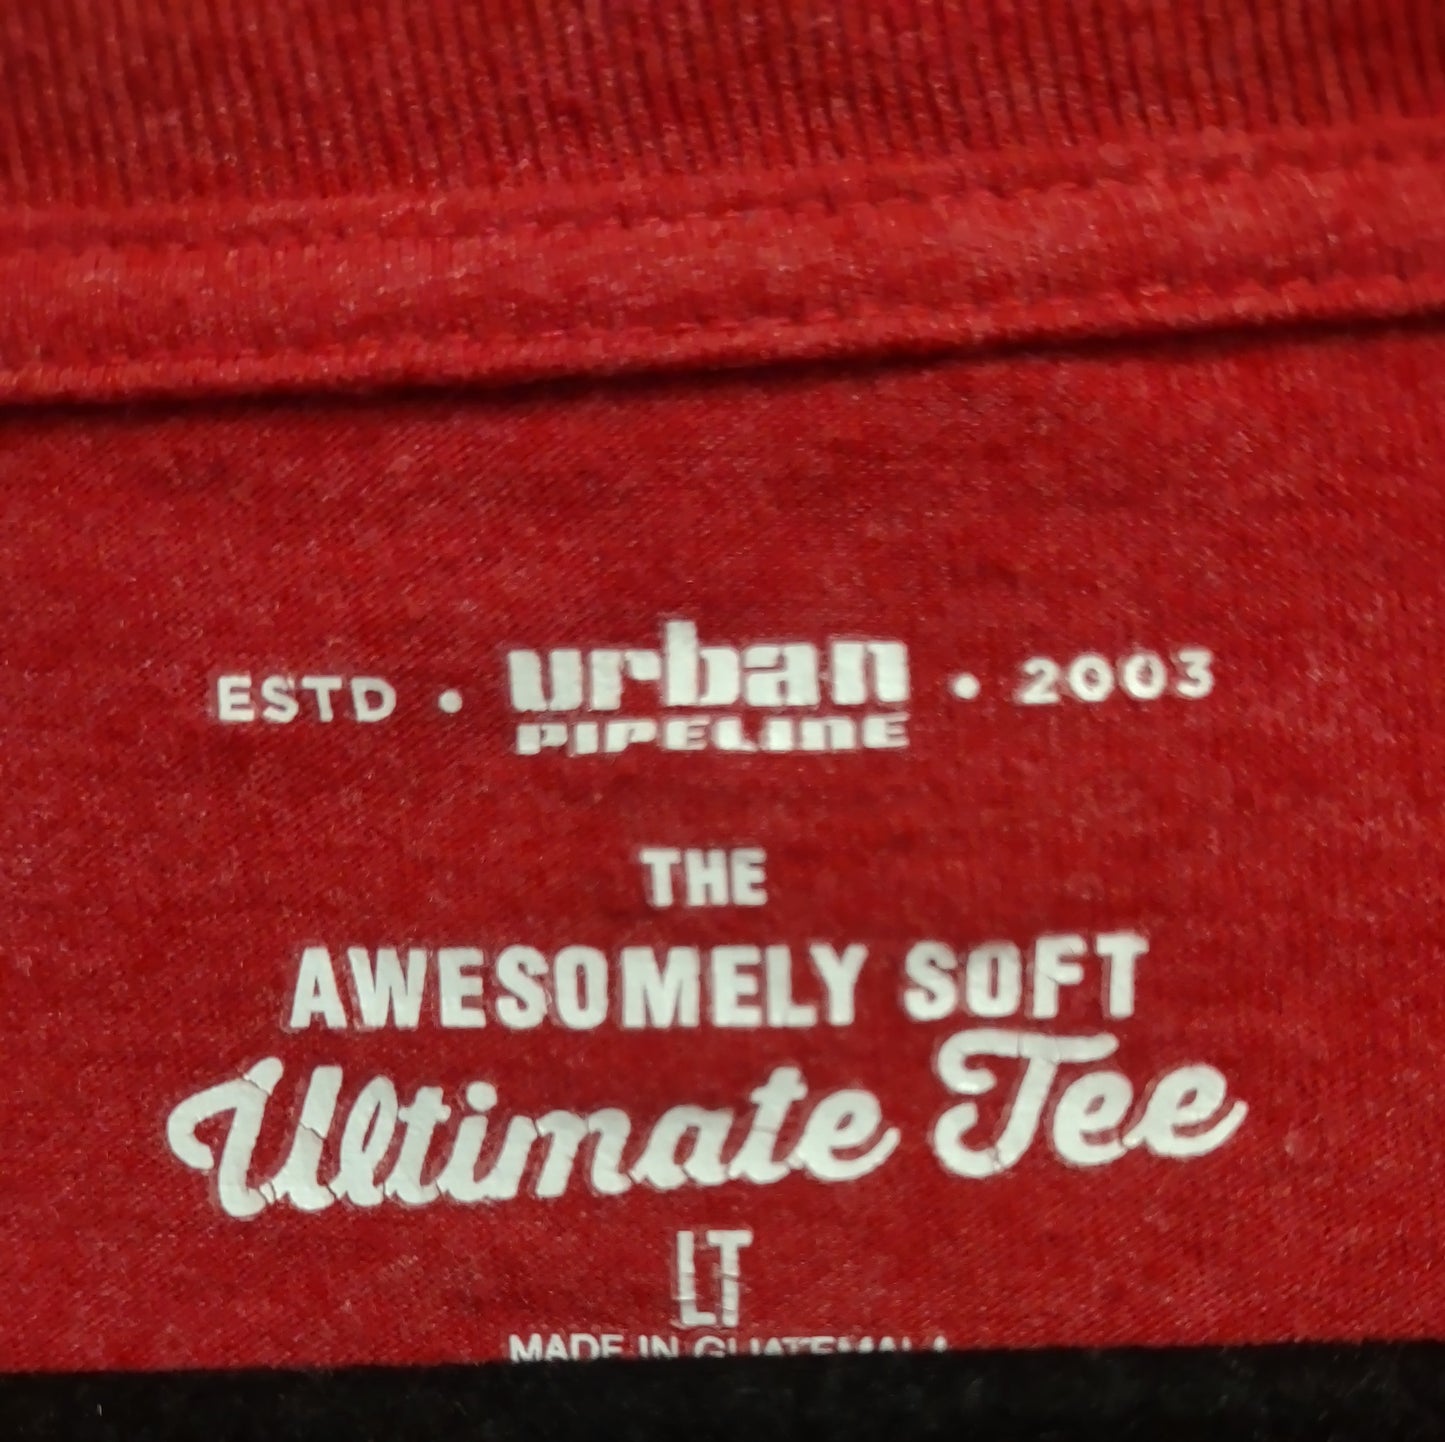 ESTD • urban • 2003
PIPELINE
THE
AWESOMELY SOFT
Ultimate Tee
LT
MADE IN GUATEMALA